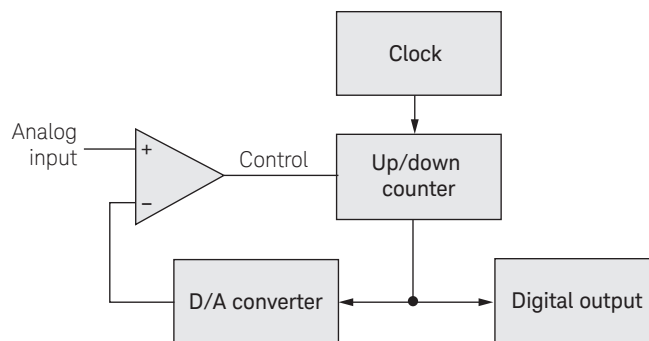 Clock
Analog
input
+
−
Control
Up/down
counter
D/A converter
Digital output